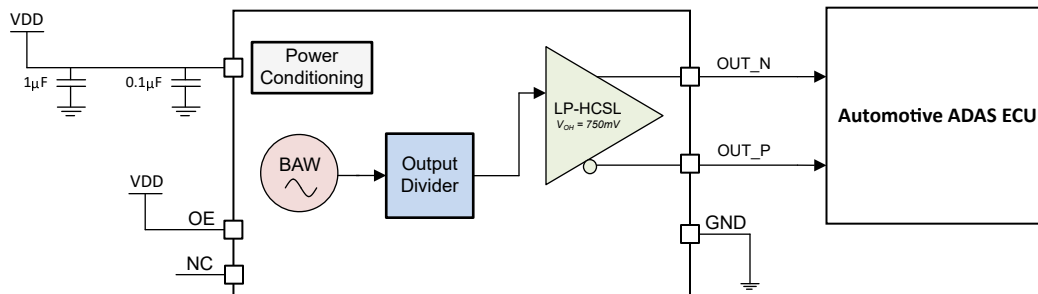 VDD
1µF
0.1µF
Power
Conditioning
LP-HCSL
VOH = 750mV
OUT_N
Automotive ADAS ECU
BAW
Output
Divider
OUT_P
VDD
OE
GND
NC